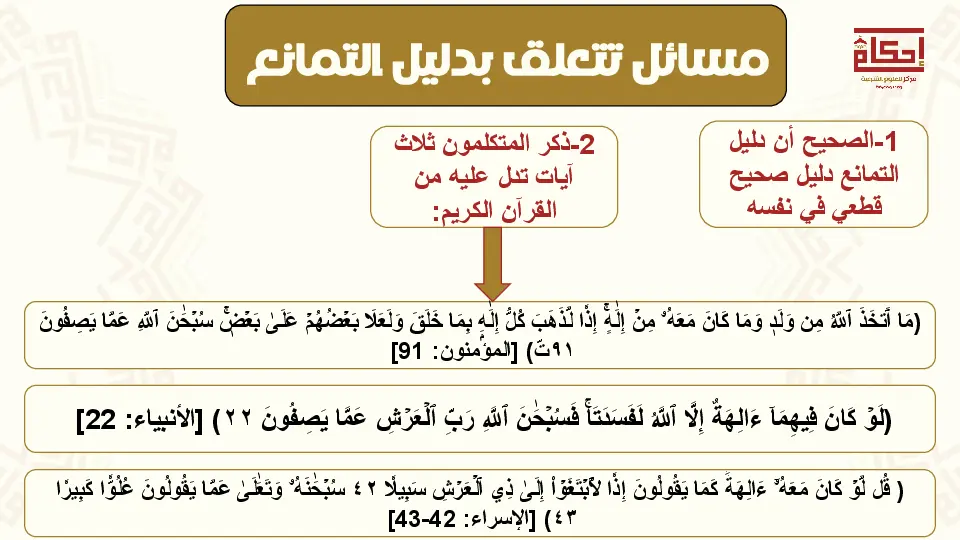 مسائل تتعلق بدليل التمانع
إحكام
مركز للعلوم الشرعية
1-الصحيح أن دليل
التمانع دليل صحيح
قطعي في نفسه
2-ذكر المتكلمون ثلاث
آيات تدل عليه من
القرآن الكريم:
(مَا ٱتَّخَذَ ٱللَّهُ مِن وَلَدٖ وَمَا كَانَ مَعَهُۥ مِنۡ إِلَٰهٍۚ إِذٗا لَّذَهَبَ كُلُّ إِلَٰهِۭ بِمَا خَلَقَ وَلَعَلَا بَعۡضُهُمۡ عَلَىٰ بَعۡضٖۚ سُبۡحَٰنَ ٱللَّهِ عَمَّا يَصِفُونَ
٩١تّ) [المؤمنون: 91]
(لَوۡ كَانَ فِيهِمَآ ءَالِهَةٌ إِلَّا ٱللَّهُ لَفَسَدَتَاۚ فَسُبۡحَٰنَ ٱللَّهِ رَبِّ ٱلۡعَرۡشِ عَمَّا يَصِفُونَ ٢٢) [الأنبياء: 22]
( قُل لَّوۡ كَانَ مَعَهُۥٓ ءَالِهَةٞ كَمَا يَقُولُونَ إِذٗا لَّٱبۡتَغَوۡاْ إِلَىٰ ذِي ٱلۡعَرۡشِ سَبِيلٗا ٤٢ سُبۡحَٰنَهُۥ وَتَعَٰلَىٰ عَمَّا يَقُولُونَ عُلُوّٗا كَبِيرٗا
٤٣) [الإسراء: 42-43]